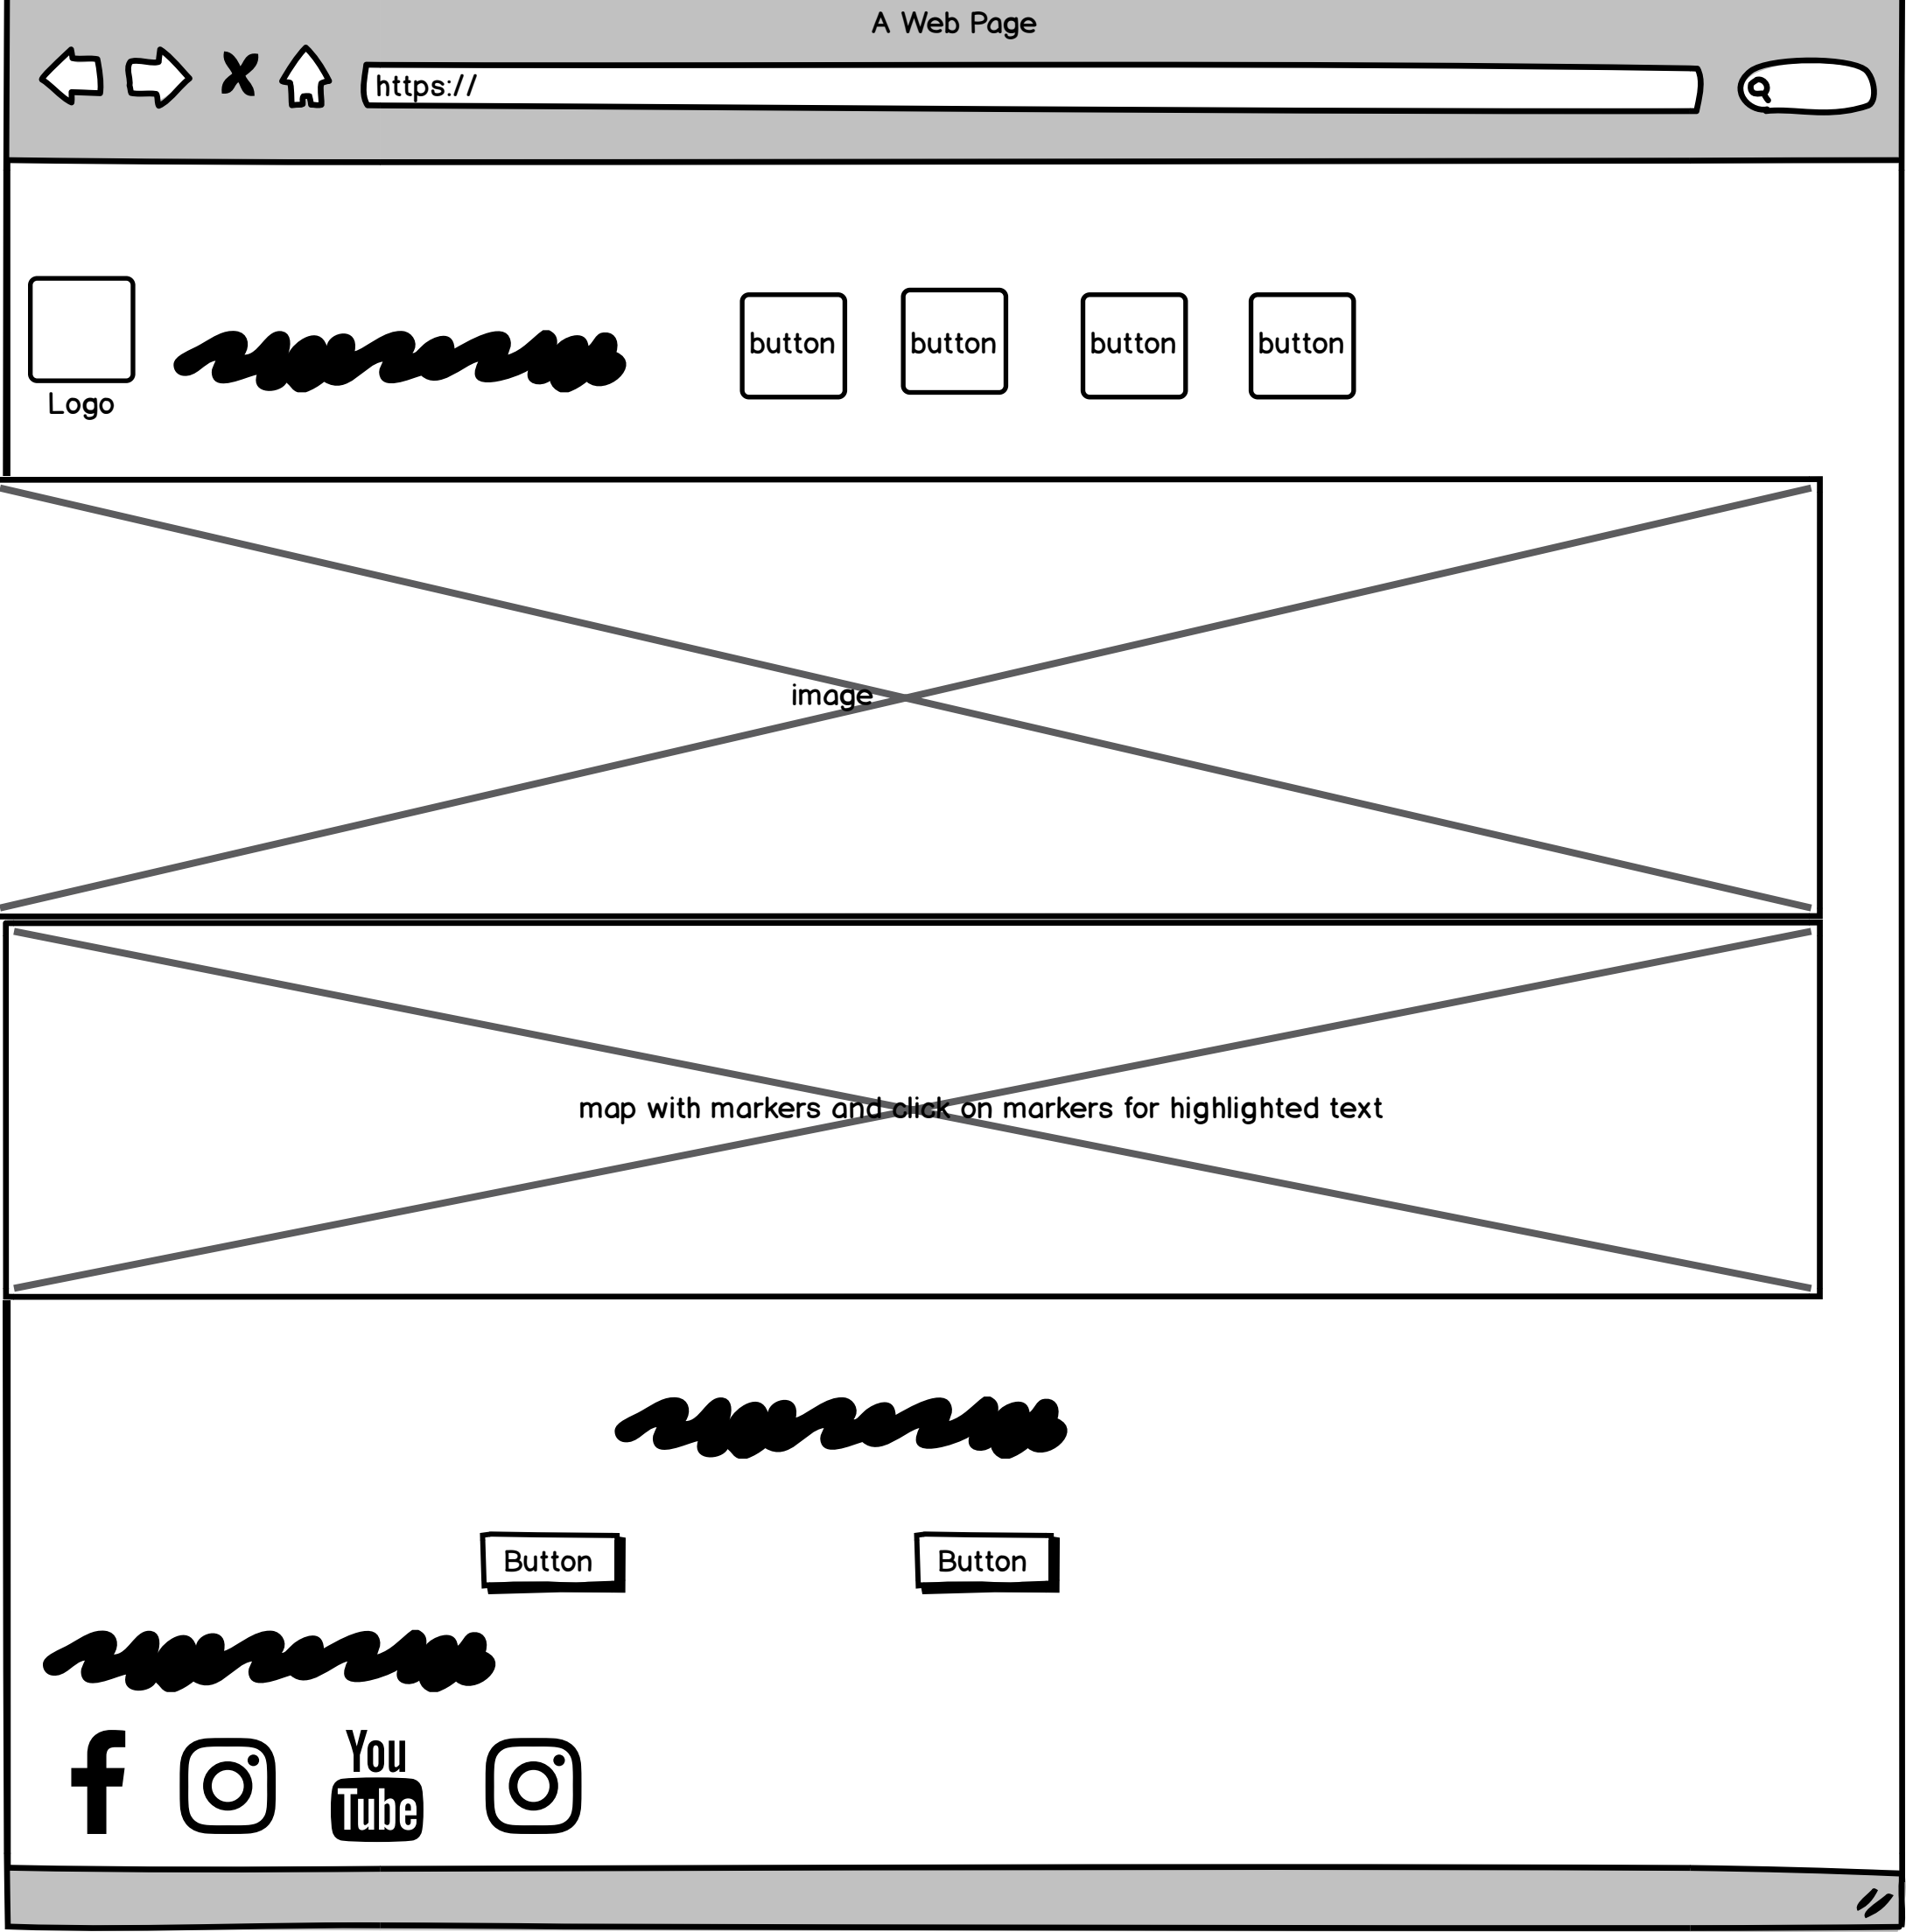 A Web Page
https://
Logo
button
button
button
button
image
map with markers and click on markers for highlighted text
Button
Button
You
Tube